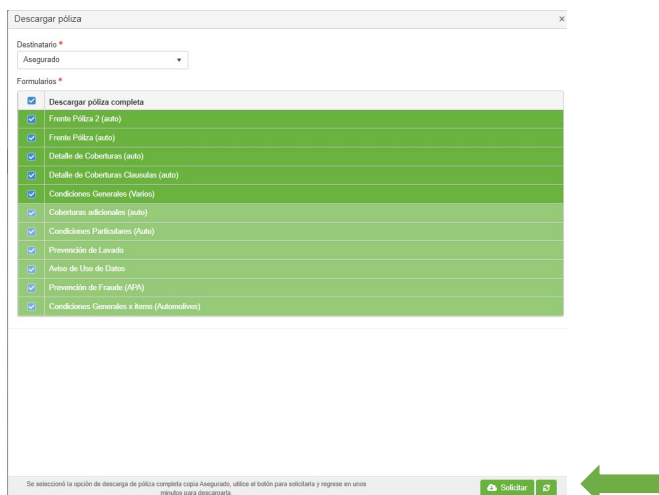 Descargar póliza ×
Destinatario *
Asegurado
Formularios *
Descargar póliza completa
Frente Póliza 2 (auto)
Frente Póliza (auto)
Detalle de Coberturas (auto)
Detalle de Coberturas Clausulas (auto)
Condiciones Generales (Varios)
Coberturas adicionales (auto)
Condiciones Particulares (Auto)
Prevención de Lavado
Aviso de Uso de Datos
Prevención de Fraude (APA)
Condiciones Generales x items (Automolives)
Se seleccionó la opción de descarga de póliza completa copia Asegurado, utilice el botón para solicitarla y regrese en unos
minutos para descargarla.
Solicitar